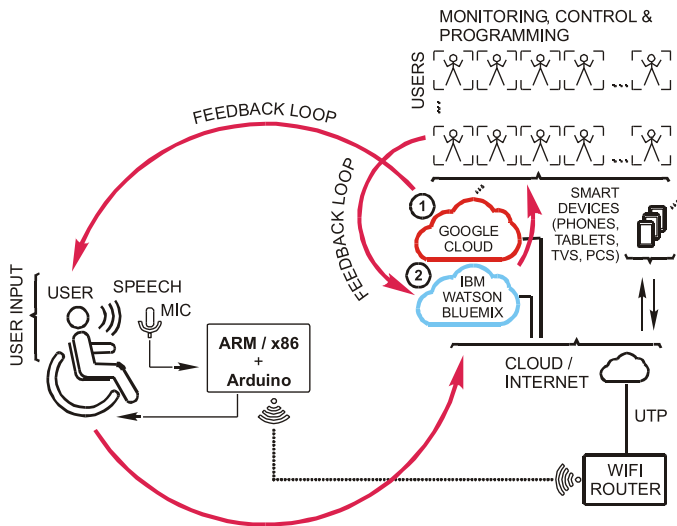 MONITORING, CONTROL &
PROGRAMMING
USERS
...
...
FEEDBACK LOOP
FEEDBACK LOOP
1
GOOGLE
CLOUD
2
IBM
WATSON
BLUEMIX
SMART
DEVICES
(PHONES,
TABLETS,
TVS, PCS)
USER INPUT
USER
SPEECH
MIC
ARM / x86
+
Arduino
CLOUD /
INTERNET
UTP
WIFI
ROUTER